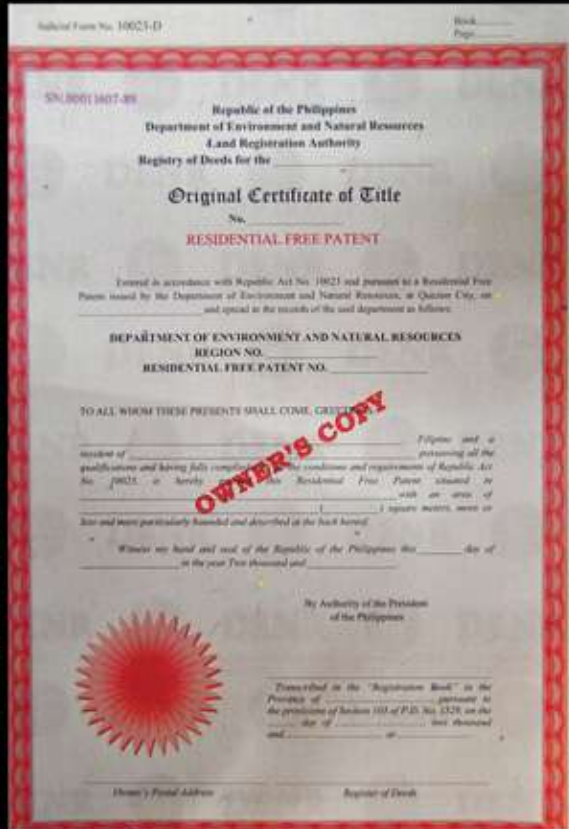 Judicial Form No. 10023-D
Book
Page
SN.00011607-89
Republic of the Philippines
Department of Environment and Natural Resources
Land Registration Authority
Registry of Deeds for the
Original Certificate of Title
No.
RESIDENTIAL FREE PATENT
Entered in accordance with Republic Act No. 10023 and pursuant to a Residential Free
Patent issued by the Department of Environment and Natural Resources, at Quezon City, on
and spread in the records of the said department as follows:
DEPARTMENT OF ENVIRONMENT AND NATURAL RESOURCES
REGION NO.
RESIDENTIAL FREE PATENT NO.
TO ALL WHOM THESE PRESENTS SHALL COME,
OWNER'S COPY
Filipino and a
resident of possessing all the
qualifications and having fully the conditions and requirements of Republic Act
No. 10023, is hereby this Residential Free Patent situated in
with an area of
( ) square meters, more or
less and more particularly bounded and described at the back hereof.
Witness my hand and seal of the Republic of the Philippines this day of
in the year Two thousand and
By Authority of the President
of the Philippines
Transcribed in the "Registration Book" in the
Province of pursuant to
the provisions of Section 103 of P.D. No. 1529, on the
day of two thousand
and at
Owner's Postal Address
Register of Deeds